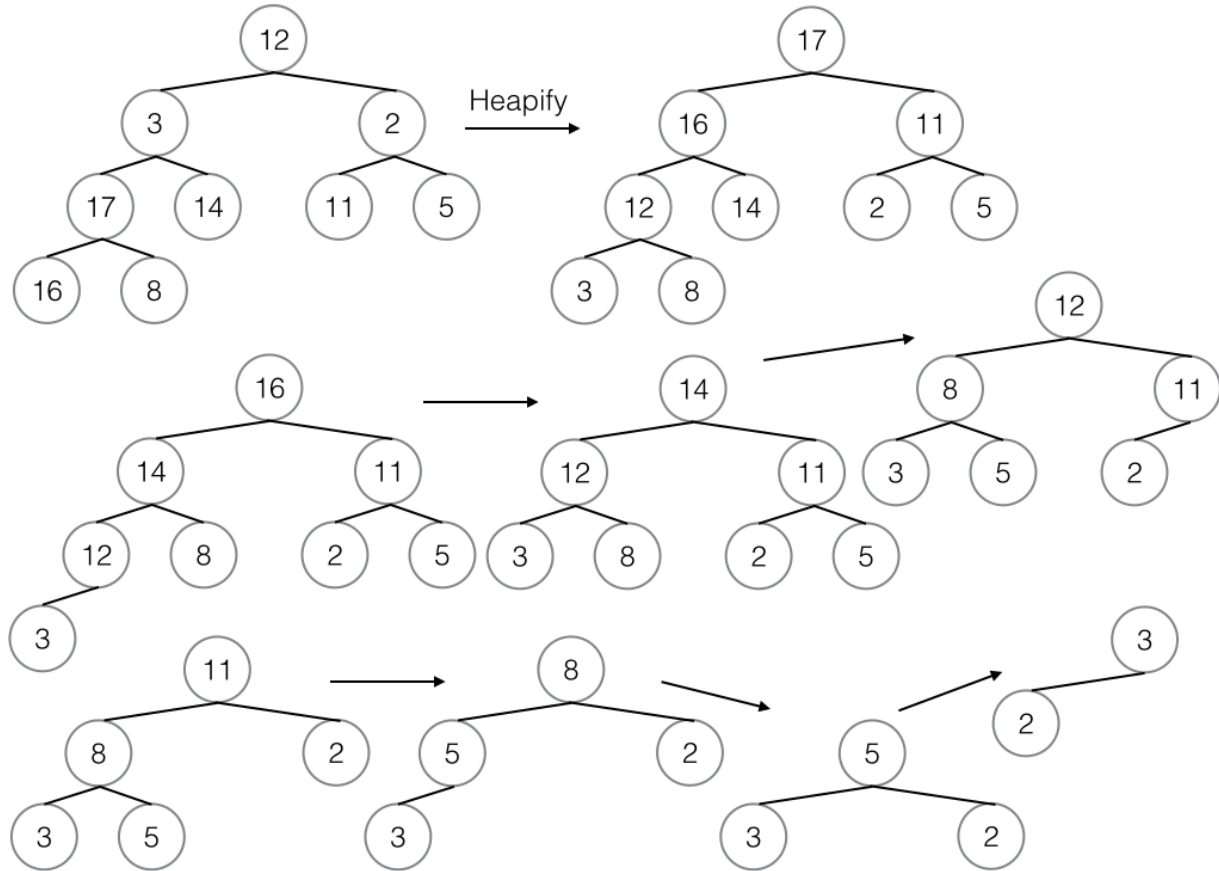 12 17
3 2 Heapify 16 11
17 14 11 5 12 14 2 5
16 8 3 8
12
16 14 8 11
14 11 12 11 3 5 2
12 8 2 5 3 8 2 5
3
11 8 3
8 2 5 2 5 2
3 5 3 3 2